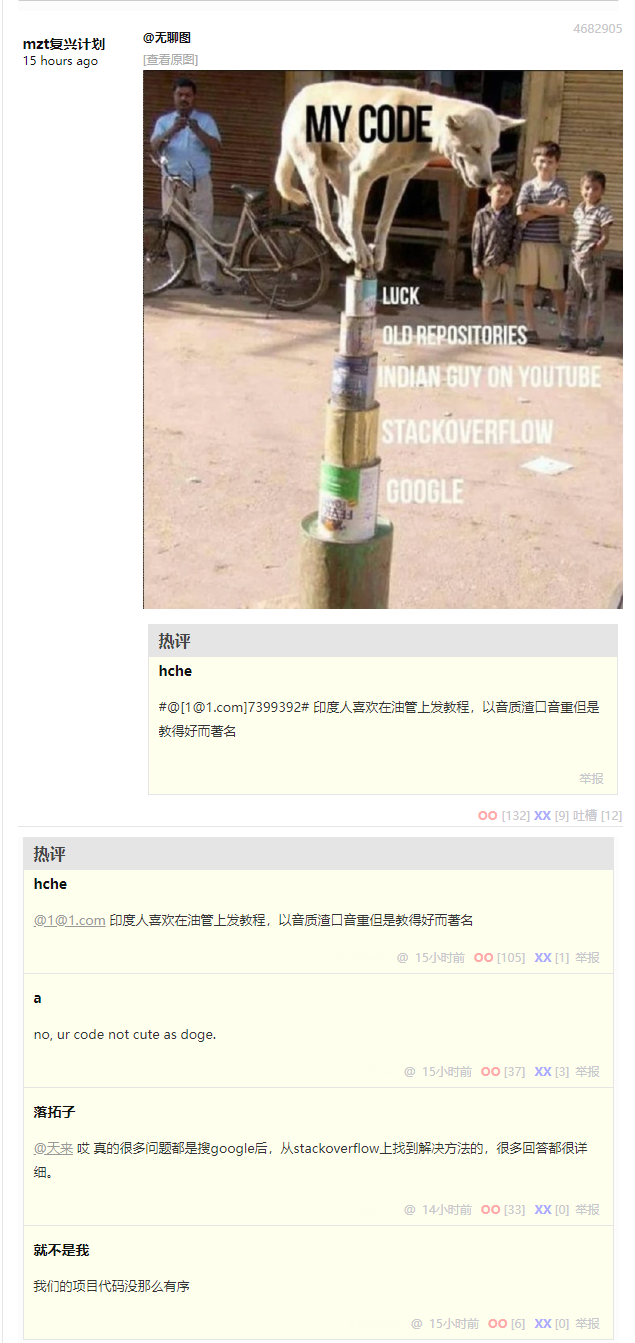 4682905
mzt复兴计划
15 hours ago
@无聊图
[查看原图]
MY CODE
LUCK
OLD REPOSITORIES
INDIAN GUY ON YOUTUBE
STACKOVERFLOW
GOOGLE
热评
hche
#@[1@1.com]7399392# 印度人喜欢在油管上发教程，以音质渣口音重但是
教得好而著名
举报
OO [132] XX [9] 吐槽 [12]
热评
hche
@1@1.com 印度人喜欢在油管上发教程，以音质渣口音重但是教得好而著名
@ 15小时前 OO [105] XX [1] 举报
a
no, ur code not cute as doge.
@ 15小时前 OO [37] XX [3] 举报
落拓子
@天来 哎 真的很多问题都是搜google后，从stackoverflow上找到解决方法的，很多回答都很详
细。
@ 14小时前 OO [33] XX [0] 举报
就不是我
我们的项目代码没那么有序
@ 15小时前 OO [6] XX [0] 举报